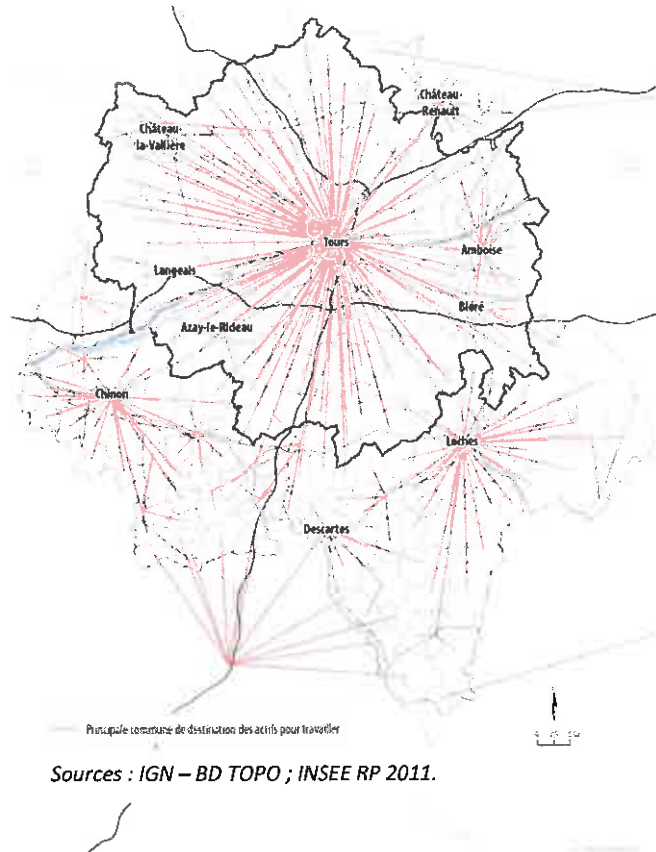 Château
Renault
Château
la-Vallière
Tours
Amboise
Langeais
Bléré
Azay-le-Rideau
Chinon
Loches
Descartes
Principale commune de destination des actifs pour travailler
Sources : IGN – BD TOPO ; INSEE RP 2011.